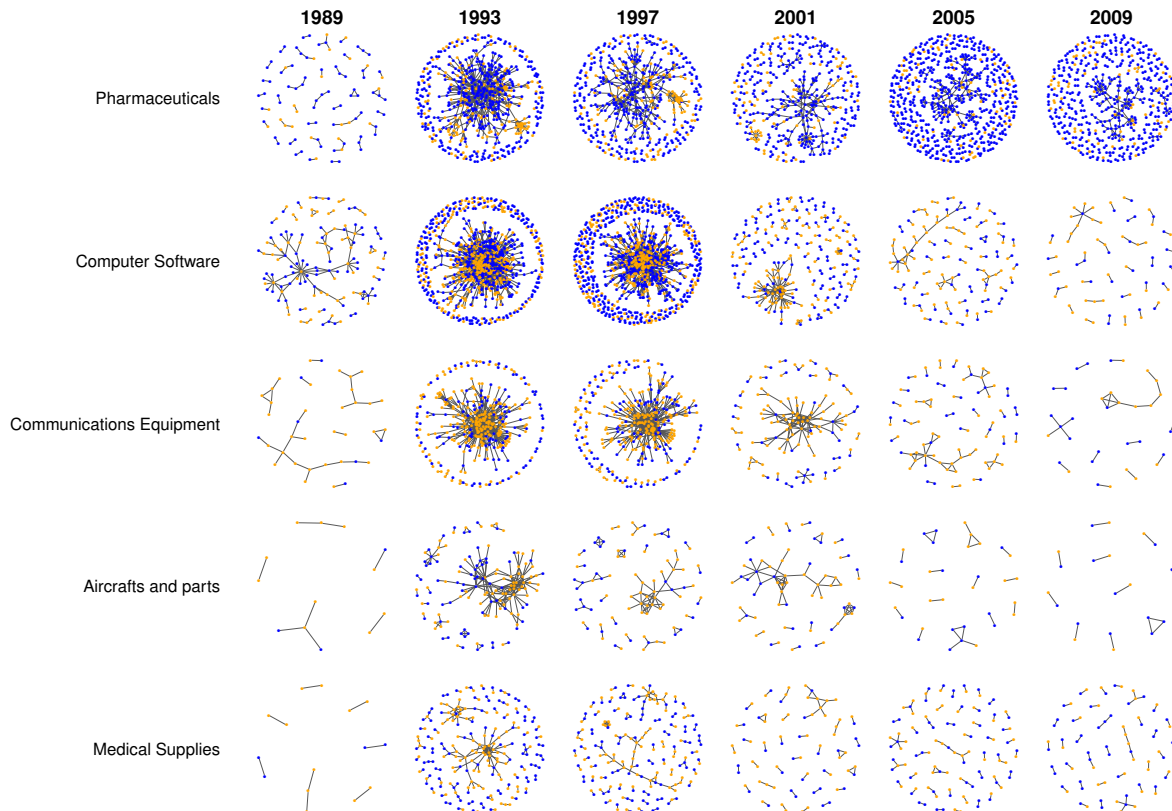 1989 1993 1997 2001 2005 2009
Pharmaceuticals
Computer Software
Communications Equipment
Aircrafts and parts
Medical Supplies